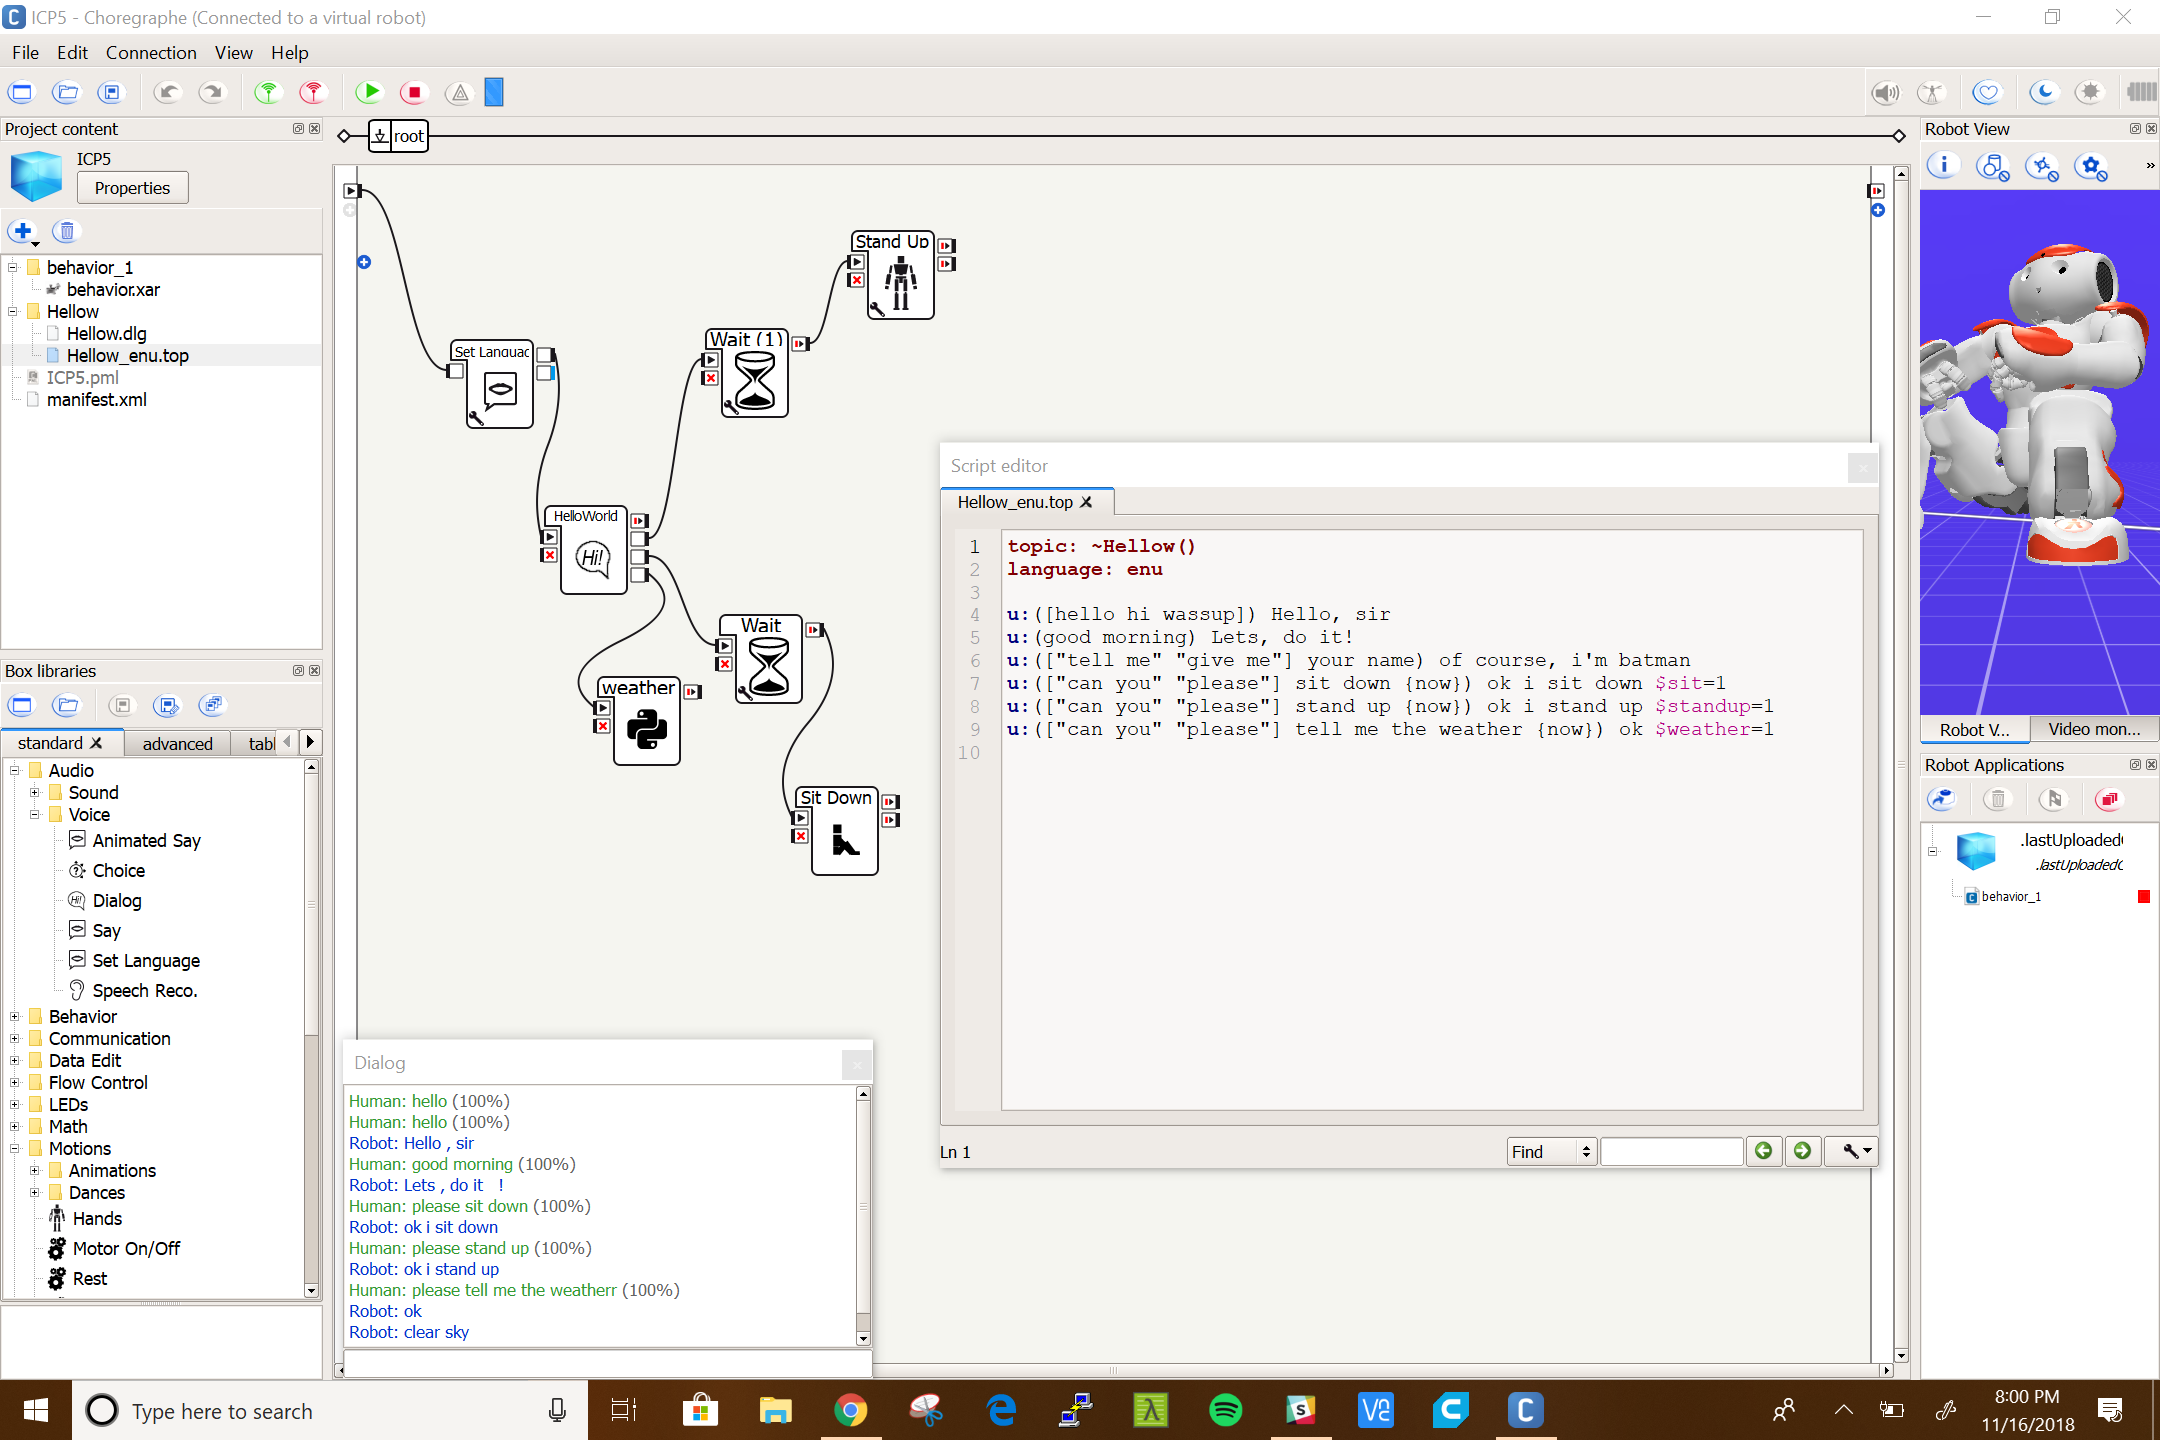 ICP5 - Choregraphe (Connected to a virtual robot)
File Edit Connection View Help
Project content
ICP5
Properties
behavior_1
behavior.xar
Hellow
Hellow.dlg
Hellow_enu.top
ICP5.pml
manifest.xml
Box libraries
standard advanced tabl
Audio
Sound
Voice
Animated Say
Choice
Dialog
Say
Set Language
Speech Reco.
Behavior
Communication
Data Edit
Flow Control
LEDs
Math
Motions
Animations
Dances
Hands
Motor On/Off
Rest
root
Stand Up
Wait (1)
Set Languag
HelloWorld
Hi!
Wait
weather
Sit Down
Script editor
Hellow_enu.top
1 topic: ~Hellow()
2 language: enu
3
4 u:([hello hi wassup]) Hello, sir
5 u:(good morning) Lets, do it!
6 u:(["tell me" "give me"] your name) of course, i'm batman
7 u:(["can you" "please"] sit down {now}) ok i sit down $sit=1
8 u:(["can you" "please"] stand up {now}) ok i stand up $standup=1
9 u:(["can you" "please"] tell me the weather {now}) ok $weather=1
10
Ln 1
Find
Dialog
Human: hello (100%)
Human: hello (100%)
Robot: Hello , sir
Human: good morning (100%)
Robot: Lets , do it !
Human: please sit down (100%)
Robot: ok i sit down
Human: please stand up (100%)
Robot: ok i stand up
Human: please tell me the weatherr (100%)
Robot: ok
Robot: clear sky
Robot View
Robot V... Video mon...
Robot Applications
.lastUploaded
.lastUploadedC
behavior_1
Type here to search
8:00 PM
11/16/2018